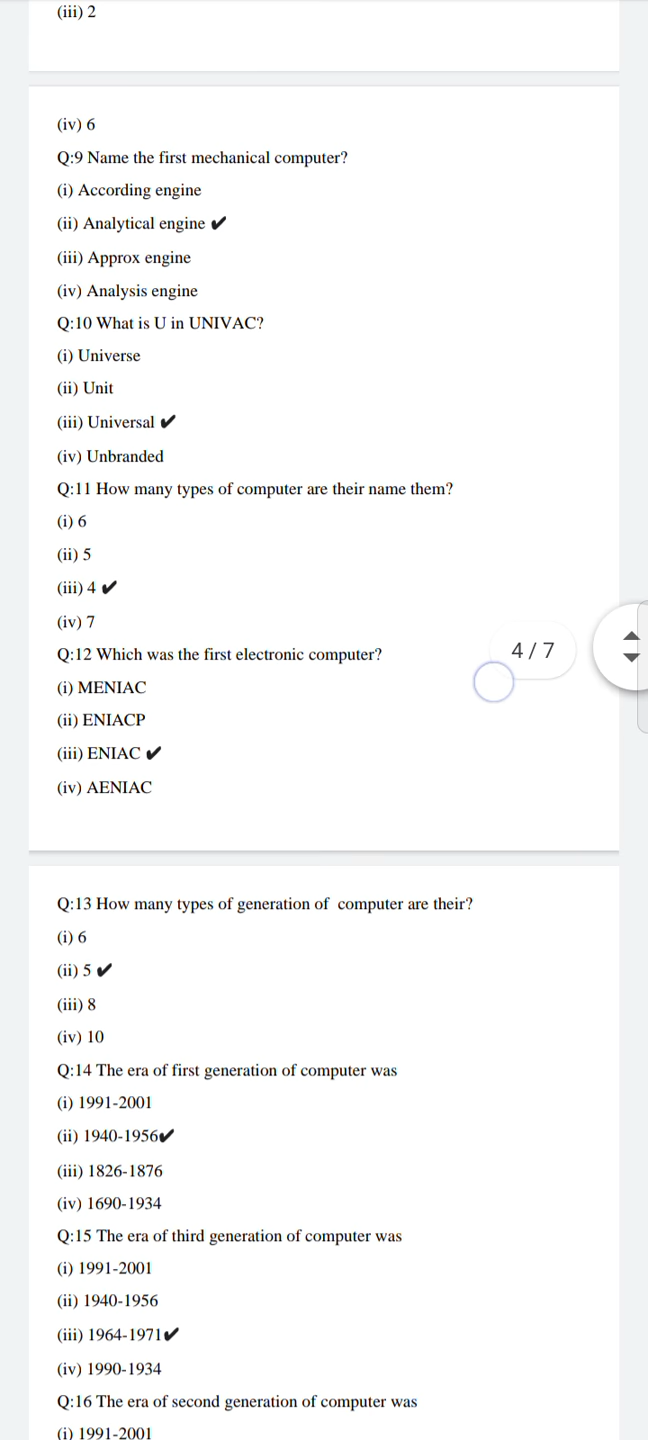 (iii) 2
(iv) 6
Q:9 Name the first mechanical computer?
(i) According engine
(ii) Analytical engine ✔
(iii) Approx engine
(iv) Analysis engine
Q:10 What is U in UNIVAC?
(i) Universe
(ii) Unit
(iii) Universal ✔
(iv) Unbranded
Q:11 How many types of computer are their name them?
(i) 6
(ii) 5
(iii) 4 ✔
(iv) 7
Q:12 Which was the first electronic computer?
4 / 7
(i) MENIAC
(ii) ENIACP
(iii) ENIAC ✔
(iv) AENIAC
Q:13 How many types of generation of  computer are their?
(i) 6
(ii) 5 ✔
(iii) 8
(iv) 10
Q:14 The era of first generation of computer was
(i) 1991-2001
(ii) 1940-1956✔
(iii) 1826-1876
(iv) 1690-1934
Q:15 The era of third generation of computer was
(i) 1991-2001
(ii) 1940-1956
(iii) 1964-1971✔
(iv) 1990-1934
Q:16 The era of second generation of computer was
(i) 1991-2001